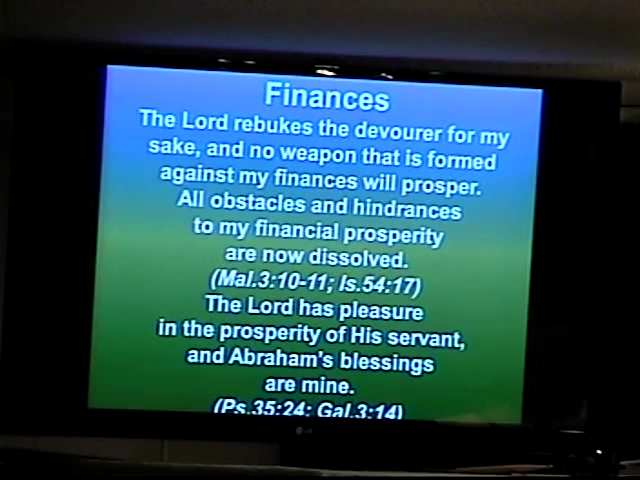 Finances
The Lord rebukes the devourer for my
sake, and no weapon that is formed
against my finances will prosper.
All obstacles and hindrances
to my financial prosperity
are now dissolved.
(Mal.3:10-11; Is.54:17)
The Lord has pleasure
in the prosperity of His servant,
and Abraham's blessings
are mine.
(Ps.35:24; Gal.3:14)
LG